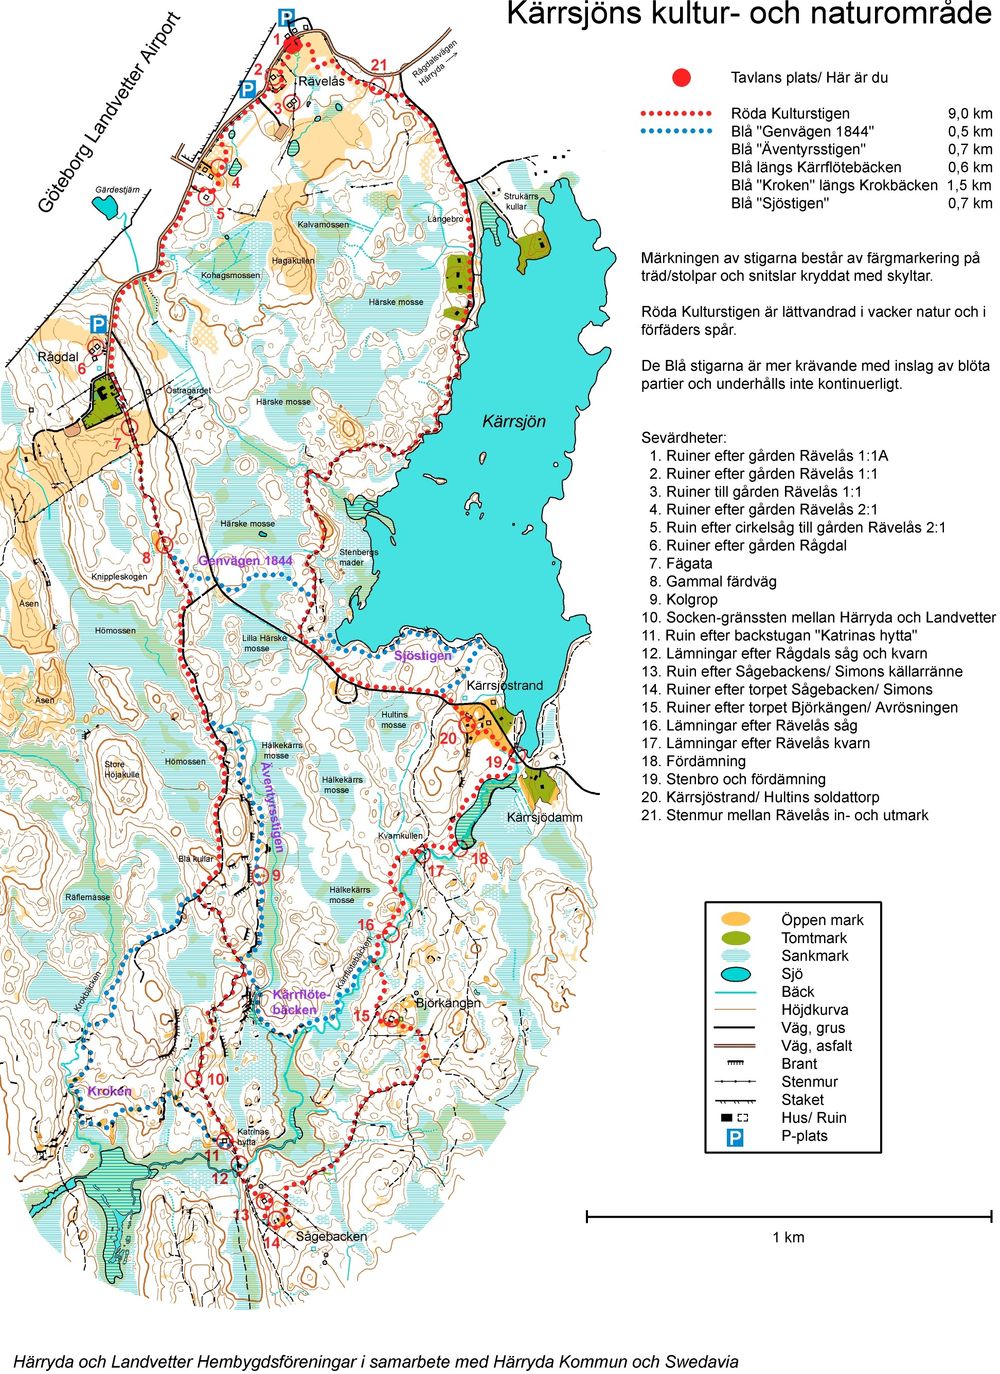 Kärrsjöns kultur- och naturområde
Göteborg Landvetter Airport
P
1
2
P
Rävelås
3
21
Rågdalsvägen
Härryda
4
5
Gärdestjärn
Kalvamossen
Långebro
Strukärrs
kullar
Hagakullen
Kohagsmossen
Härske mosse
P
Rågdal
6
Östragärdet
Härske mosse
7
Kärrsjön
Härske mosse
8
Genvägen 1844
Stenbergs
mader
Knippleskogen
Åsen
Hömossen
Lilla Härske
mosse
Sjöstigen
Kärrsjöstrand
Åsen
Hultins
mosse
20
Hälkekärrs
mosse
Hömossen
Store
Höjakulle
Äventyrsstigen
Hälkekärrs
mosse
19
Kärrsjödamm
Kvarnkullen
18
17
Blå kullar
9
Hälkekärrs
mosse
Räflemåsse
16
Kärrflötebäcken
Krokbäcken
Kärrflöte-
bäcken
Björkängen
15
Kroken
10
Katrinas
hytta
11
12
13
14
Sågebacken
Tavlans plats/ Här är du
Röda Kulturstigen 9,0 km
Blå "Genvägen 1844" 0,5 km
Blå "Äventyrsstigen" 0,7 km
Blå längs Kärrflötebäcken 0,6 km
Blå "Kroken" längs Krokbäcken 1,5 km
Blå "Sjöstigen" 0,7 km
Märkningen av stigarna består av färgmarkering på
träd/stolpar och snitslar kryddat med skyltar.
Röda Kulturstigen är lättvandrad i vacker natur och i
förfäders spår.
De Blå stigarna är mer krävande med inslag av blöta
partier och underhålls inte kontinuerligt.
Sevärdheter:
1. Ruiner efter gården Rävelås 1:1A
2. Ruiner efter gården Rävelås 1:1
3. Ruiner till gården Rävelås 1:1
4. Ruiner efter gården Rävelås 2:1
5. Ruin efter cirkelsåg till gården Rävelås 2:1
6. Ruiner efter gården Rågdal
7. Fägata
8. Gammal färdväg
9. Kolgrop
10. Socken-gränssten mellan Härryda och Landvetter
11. Ruin efter backstugan "Katrinas hytta"
12. Lämningar efter Rågdals såg och kvarn
13. Ruin efter Sågebackens/ Simons källarränne
14. Ruiner efter torpet Sågebacken/ Simons
15. Ruiner efter torpet Björkängen/ Avrösningen
16. Lämningar efter Rävelås såg
17. Lämningar efter Rävelås kvarn
18. Fördämning
19. Stenbro och fördämning
20. Kärrsjöstrand/ Hultins soldattorp
21. Stenmur mellan Rävelås in- och utmark
Öppen mark
Tomtmark
Sankmark
Sjö
Bäck
Höjdkurva
Väg, grus
Väg, asfalt
Brant
Stenmur
Staket
Hus/ Ruin
P P-plats
1 km
Härryda och Landvetter Hembygdsföreningar i samarbete med Härryda Kommun och Swedavia